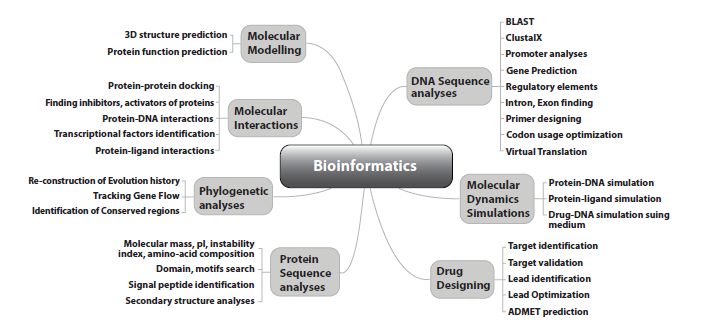 3D structure prediction
Protein function prediction
Molecular
Modelling
Protein-protein docking
Finding inhibitors, activators of proteins
Protein-DNA interactions
Transcriptional factors identification
Protein-ligand interactions
Molecular
Interactions
Re-construction of Evolution history
Tracking Gene Flow
Identification of Conserved regions
Phylogenetic
analyses
Molecular mass, pI, instability
index, amino-acid composition
Domain, motifs search
Signal peptide identification
Secondary structure analyses
Protein
Sequence
analyses
Bioinformatics
DNA Sequence
analyses
BLAST
ClustalX
Promoter analyses
Gene Prediction
Regulatory elements
Intron, Exon finding
Primer designing
Codon usage optimization
Virtual Translation
Molecular
Dynamics
Simulations
Protein-DNA simulation
Protein-ligand simulation
Drug-DNA simulation suing
medium
Drug
Designing
Target identification
Target validation
Lead identification
Lead Optimization
ADMET prediction